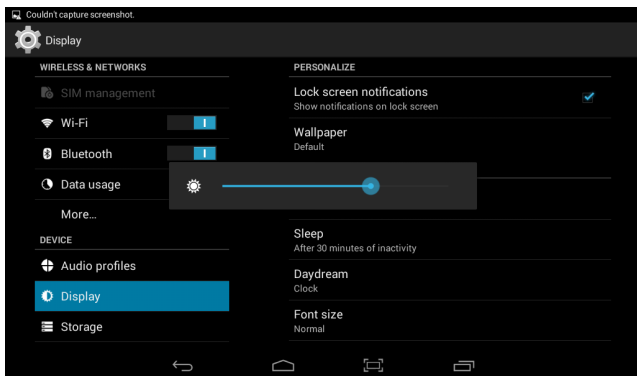 Couldn't capture screenshot.
Display
WIRELESS & NETWORKS
SIM management
Wi-Fi
I
Bluetooth
I
Data usage
More...
DEVICE
Audio profiles
Display
Storage
PERSONALIZE
Lock screen notifications
Show notifications on lock screen
Wallpaper
Default
Sleep
After 30 minutes of inactivity
Daydream
Clock
Font size
Normal